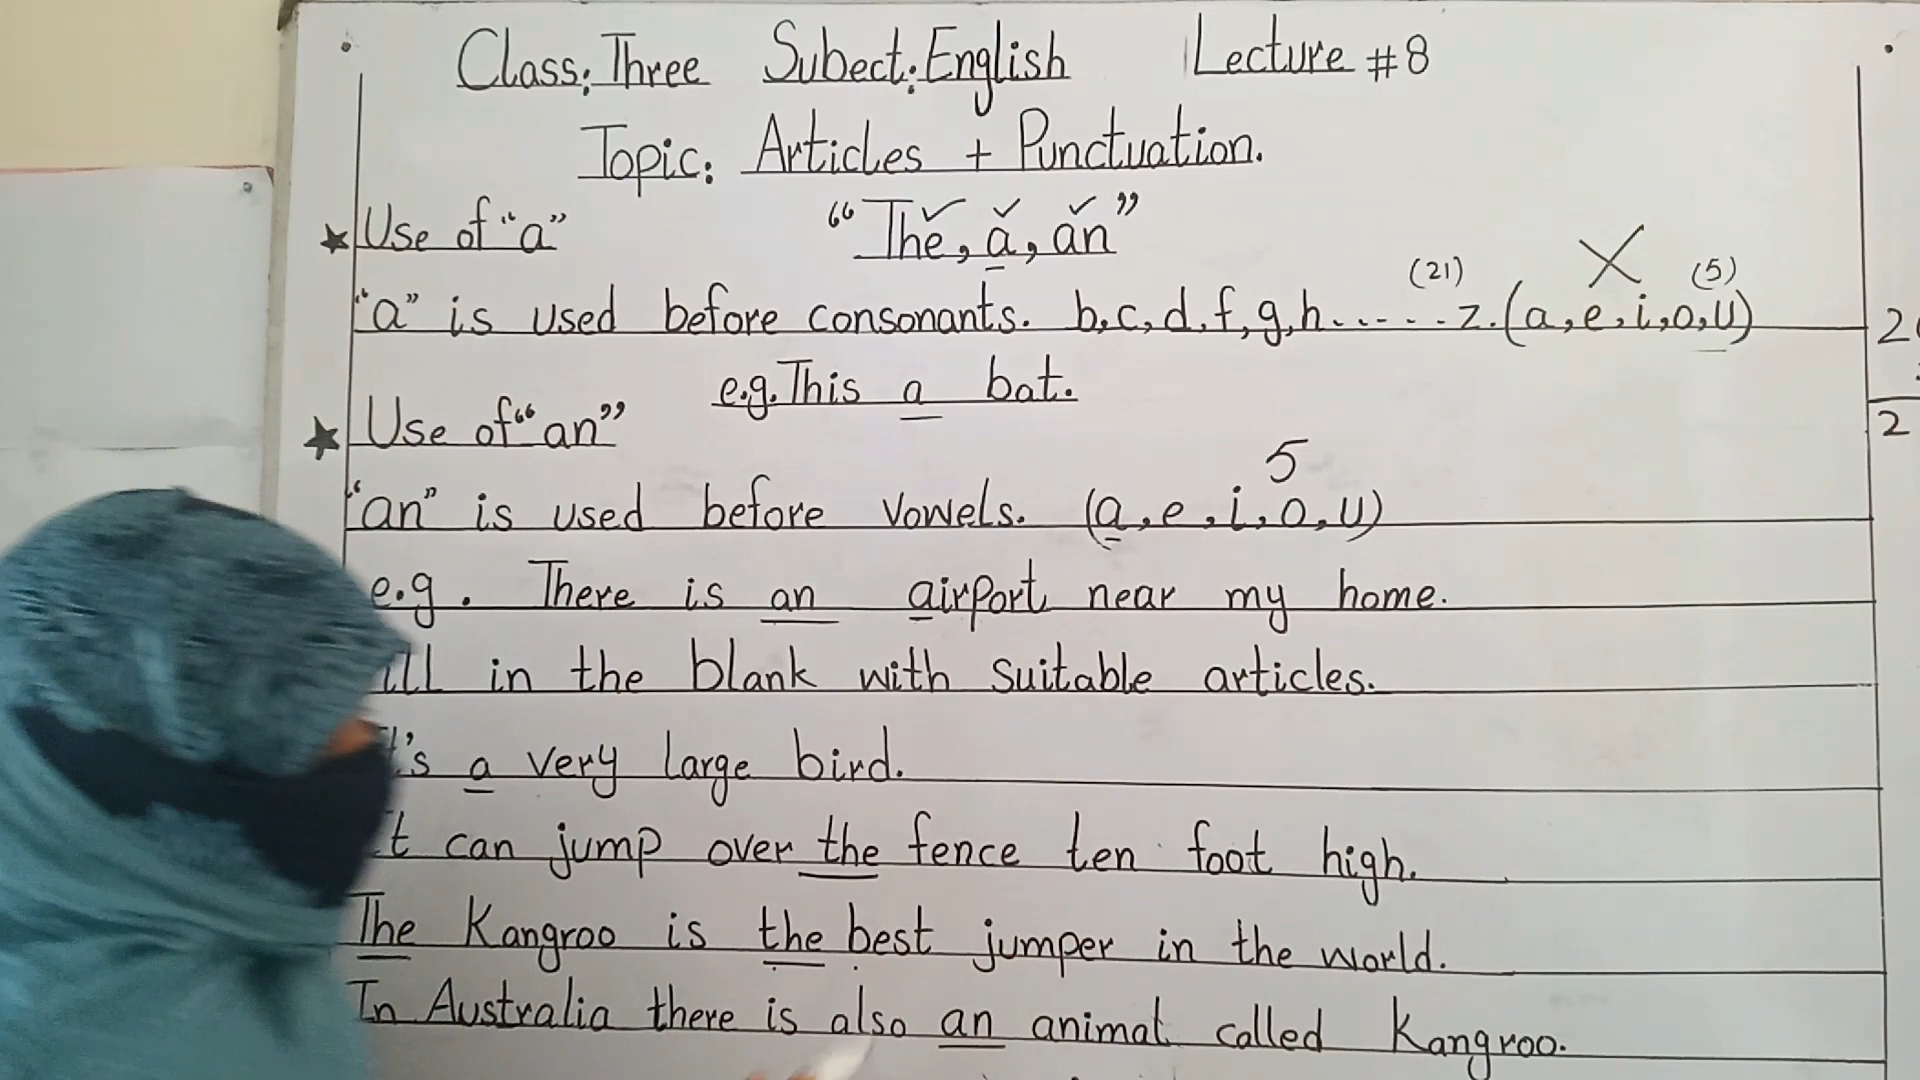 Class: Three Subect: English Lecture #8
Topic: Articles + Punctuation.
Use of "a" "The, a, an"
(21) (5)
"a" is used before consonants. b,c,d,f,g,h.....z.(a,e,i,o,u)
e.g. This a bat.
Use of "an"
5
"an" is used before vowels. (a,e,i,o,u)
e.g. There is an airport near my home.
in the blank with suitable articles.
a very large bird.
can jump over the fence ten foot high.
The Kangroo is the best jumper in the world.
In Australia there is also an animal called Kangroo.